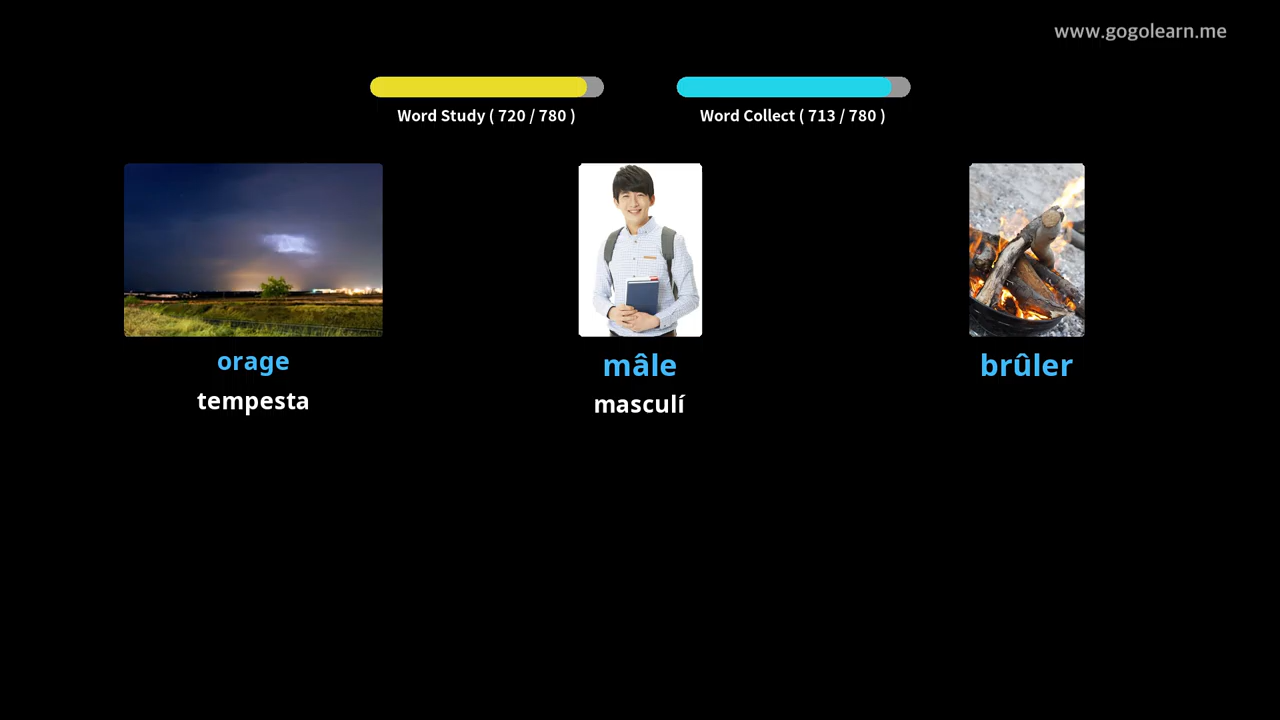 www.gogolearn.me
Word Study ( 720 / 780 )
Word Collect ( 713 / 780 )
orage
mâle
brûler
tempesta
masculí